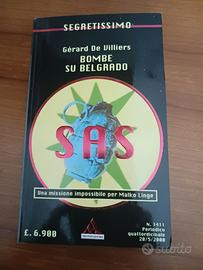 SEGRETISSIMO
Gérard De Villiers
BOMBE
SU BELGRADO
SAS
Una missione impossibile per Malko Linge
£. 6.900
MONDADORI
N. 1411
Periodico
quattordicinale
28/5/2000
subito